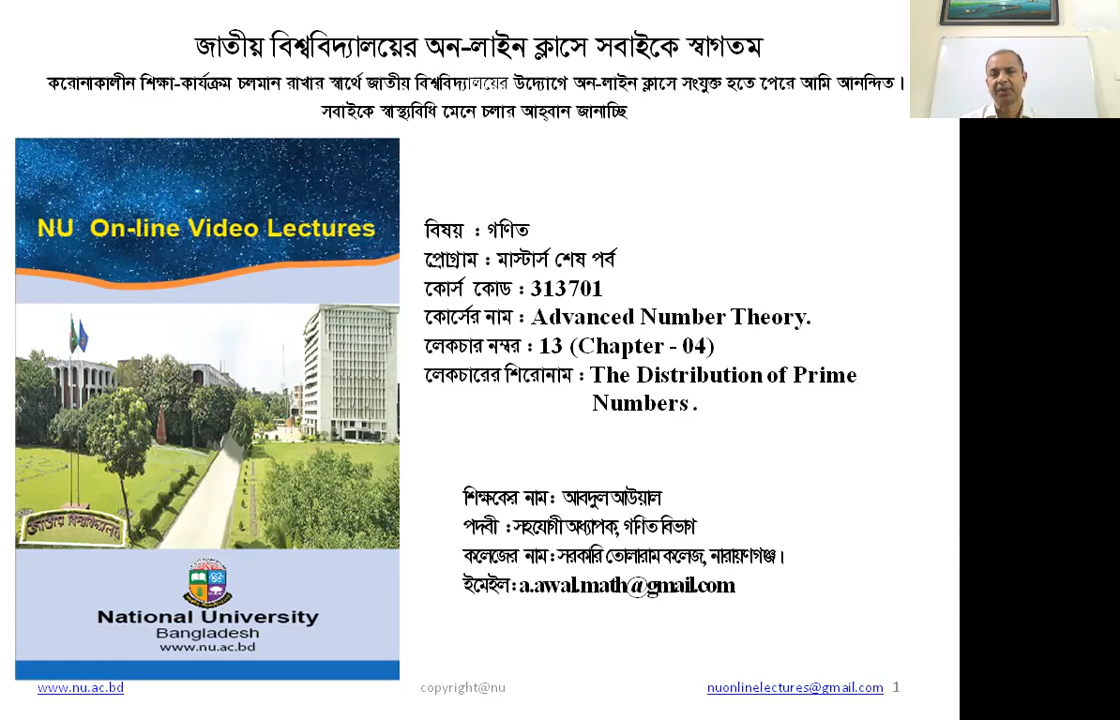 জাতীয় বিশ্ববিদ্যালয়ের অন-লাইন ক্লাসে সবাইকে স্বাগতম
করোনাকালীন শিক্ষা-কার্যক্রম চলমান রাখার স্বার্থে জাতীয় বিশ্ববিদ্যালয়ের উদ্যোগে অন-লাইন ক্লাসে সংযুক্ত হতে পেরে আমি আনন্দিত।
সবাইকে স্বাস্থ্যবিধি মেনে চলার আহ্বান জানাচ্ছি
NU On-line Video Lectures
বিষয় : গণিত
প্রোগ্রাম : মাস্টার্স শেষ পর্ব
কোর্স কোড : 313701
কোর্সের নাম : Advanced Number Theory.
লেকচার নম্বর : 13 (Chapter - 04)
লেকচারের শিরোনাম : The Distribution of Prime
Numbers .
শিক্ষকের নাম : আবদুল আউয়াল
পদবী : সহযোগী অধ্যাপক, গণিত বিভাগ
কলেজের নাম : সরকারি তোলারাম কলেজ, নারায়ণগঞ্জ।
ইমেইল : a.awal.math@gmail.com
জাতীয় বিশ্ববিদ্যালয়
National University
Bangladesh
www.nu.ac.bd
www.nu.ac.bd
copyright@nu
nuonlinelectures@gmail.com 1